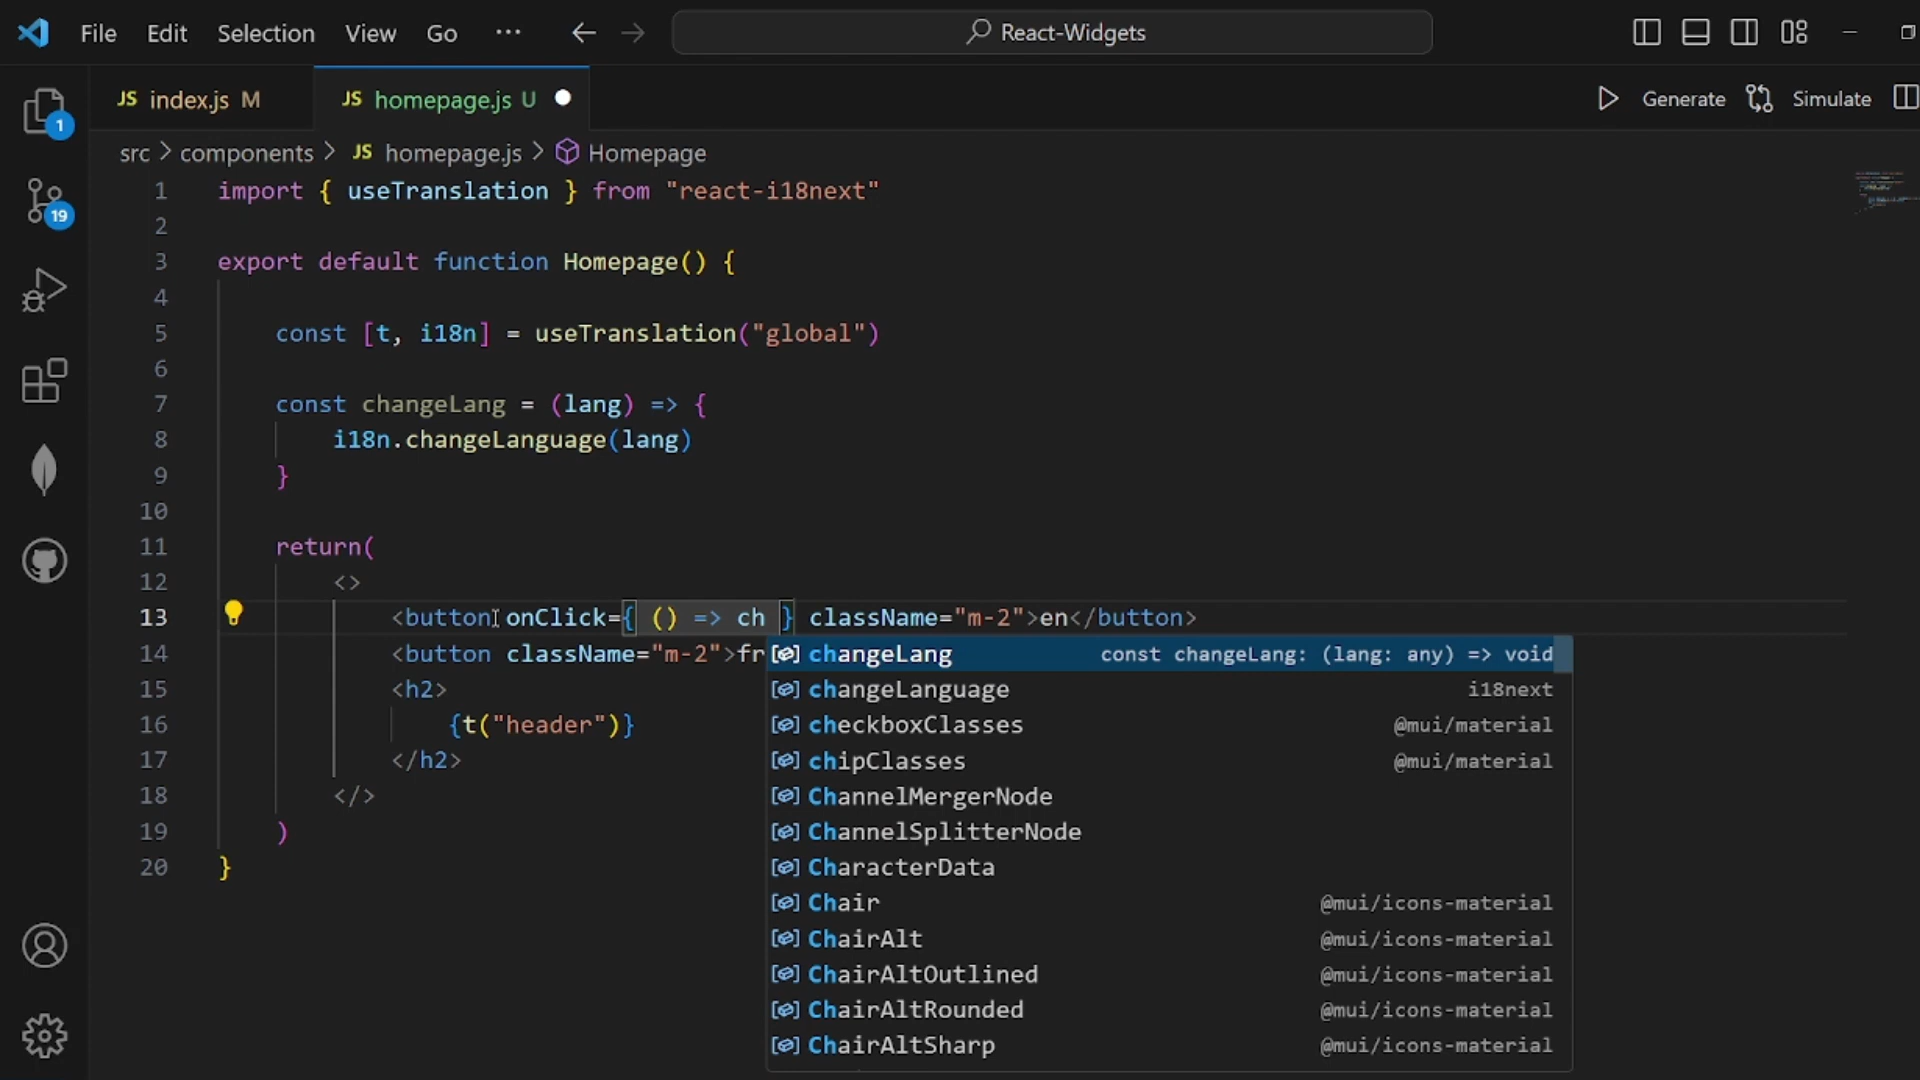 File Edit Selection View Go ··· React-Widgets
JS index.js M JS homepage.js U Generate Simulate
1
19
src > components > JS homepage.js > Homepage
1 import { useTranslation } from "react-i18next"
2
3 export default function Homepage() {
4
5 const [t, i18n] = useTranslation("global")
6
7 const changeLang = (lang) => {
8 i18n.changeLanguage(lang)
9 }
10
11 return(
12 <>
13 <button onClick={ () => ch } className="m-2">en</button>
14 <button className="m-2">fr
15 <h2>
16 {t("header")}
17 </h2>
18 </>
19 )
20 }
changeLang const changeLang: (lang: any) => void
changeLanguage i18next
checkboxClasses @mui/material
chipClasses @mui/material
ChannelMergerNode
ChannelSplitterNode
CharacterData
Chair @mui/icons-material
ChairAlt @mui/icons-material
ChairAltOutlined @mui/icons-material
ChairAltRounded @mui/icons-material
ChairAltSharp @mui/icons-material